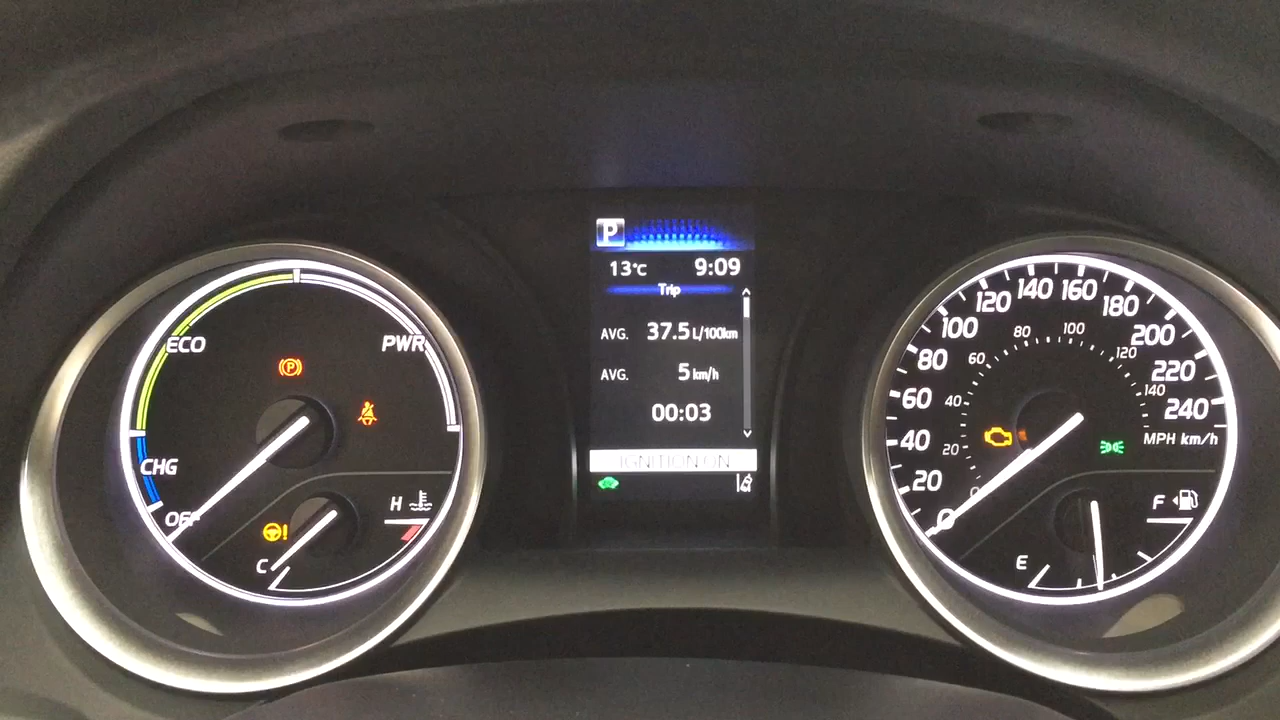 P
13°C 9:09
Trip
AVG. 37.5 L/100km
AVG. 5 km/h
00:03
IGNITION ON
ECO
PWR
CHG
OFF
(P)
!
H
C
0
20
40
60
80
100
120
140
160
180
200
220
240
0
20
40
60
80
100
120
140
MPH km/h
E
F